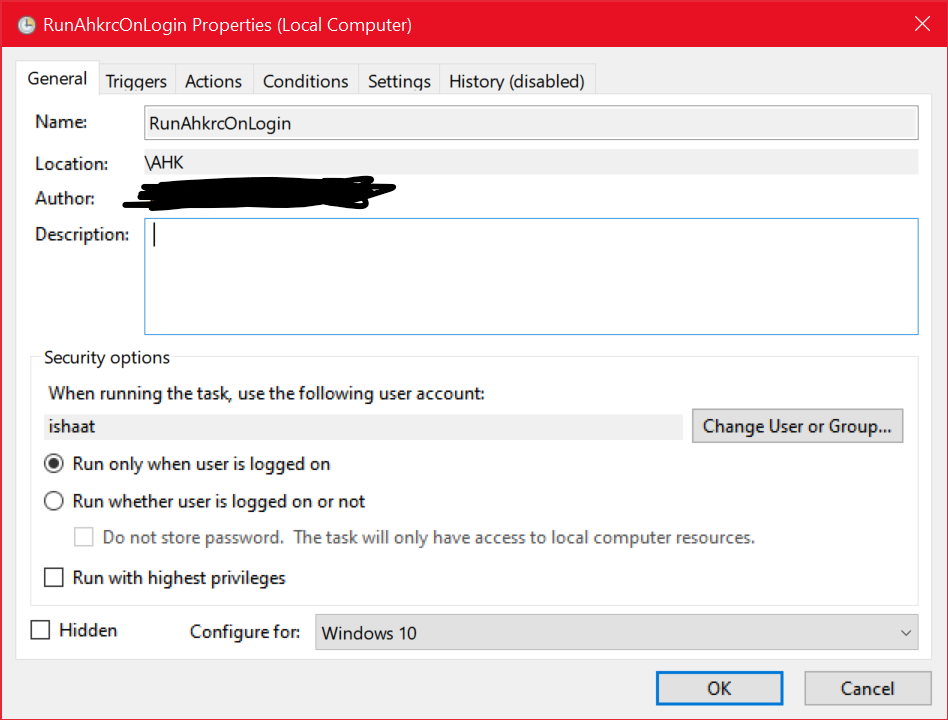 RunAhkrcOnLogin Properties (Local Computer)
General Triggers Actions Conditions Settings History (disabled)
Name: RunAhkrcOnLogin
Location: \AHK
Author:
Description:
Security options
When running the task, use the following user account:
ishaat Change User or Group...
Run only when user is logged on
Run whether user is logged on or not
Do not store password. The task will only have access to local computer resources.
Run with highest privileges
Hidden Configure for: Windows 10
OK Cancel